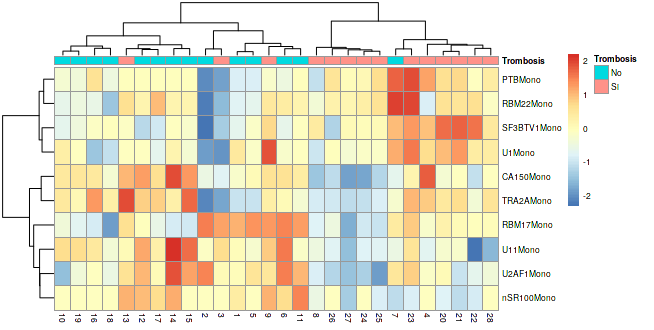 Trombosis
PTBMono
RBM22Mono
SF3BTV1Mono
U1Mono
CA150Mono
TRA2AMono
RBM17Mono
U11Mono
U2AF1Mono
nSR100Mono
10 19 16 18 13 12 17 14 15 2 3 1 5 9 6 11 8 26 27 24 25 7 23 4 20 21 22 28
2
1
0
-1
-2
Trombosis
No
SI